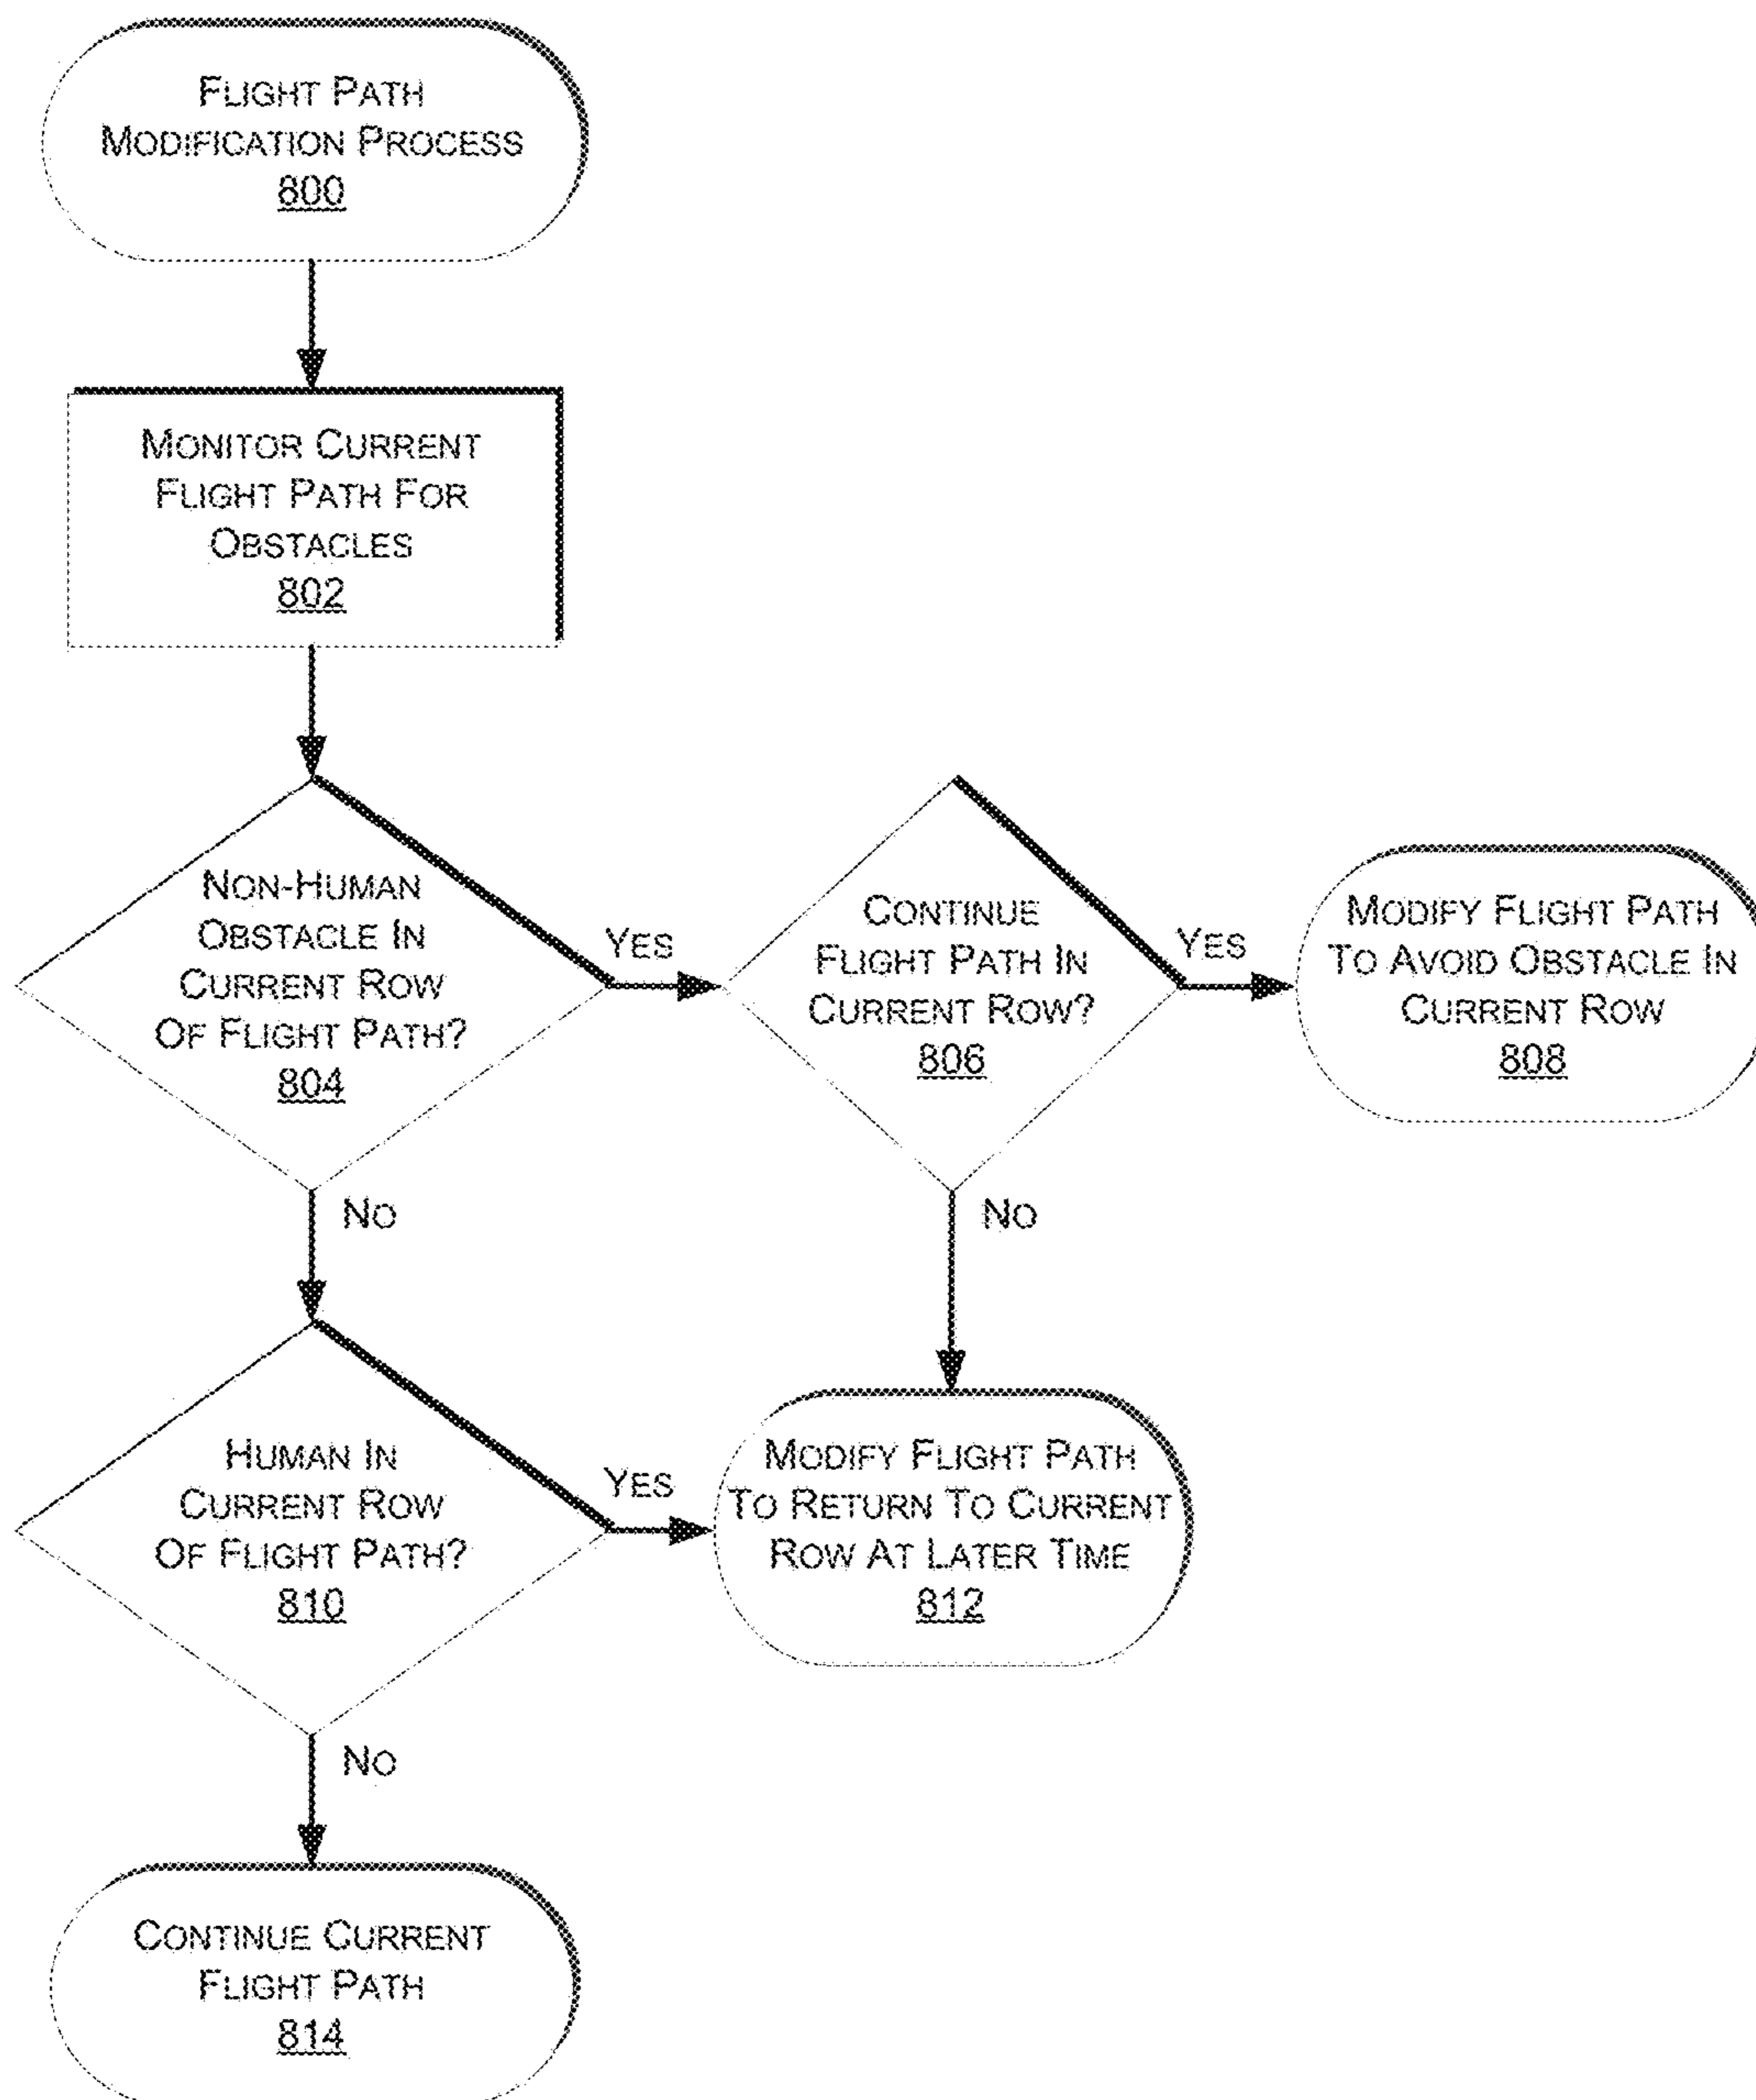 FLIGHT PATH
MODIFICATION PROCESS
800
MONITOR CURRENT
FLIGHT PATH FOR
OBSTACLES
802
NON-HUMAN
OBSTACLE IN
CURRENT ROW
OF FLIGHT PATH?
804
YES
NO
CONTINUE
FLIGHT PATH IN
CURRENT ROW?
806
YES
NO
MODIFY FLIGHT PATH
TO AVOID OBSTACLE IN
CURRENT ROW
808
HUMAN IN
CURRENT ROW
OF FLIGHT PATH?
810
YES
NO
MODIFY FLIGHT PATH
TO RETURN TO CURRENT
ROW AT LATER TIME
812
CONTINUE CURRENT
FLIGHT PATH
814